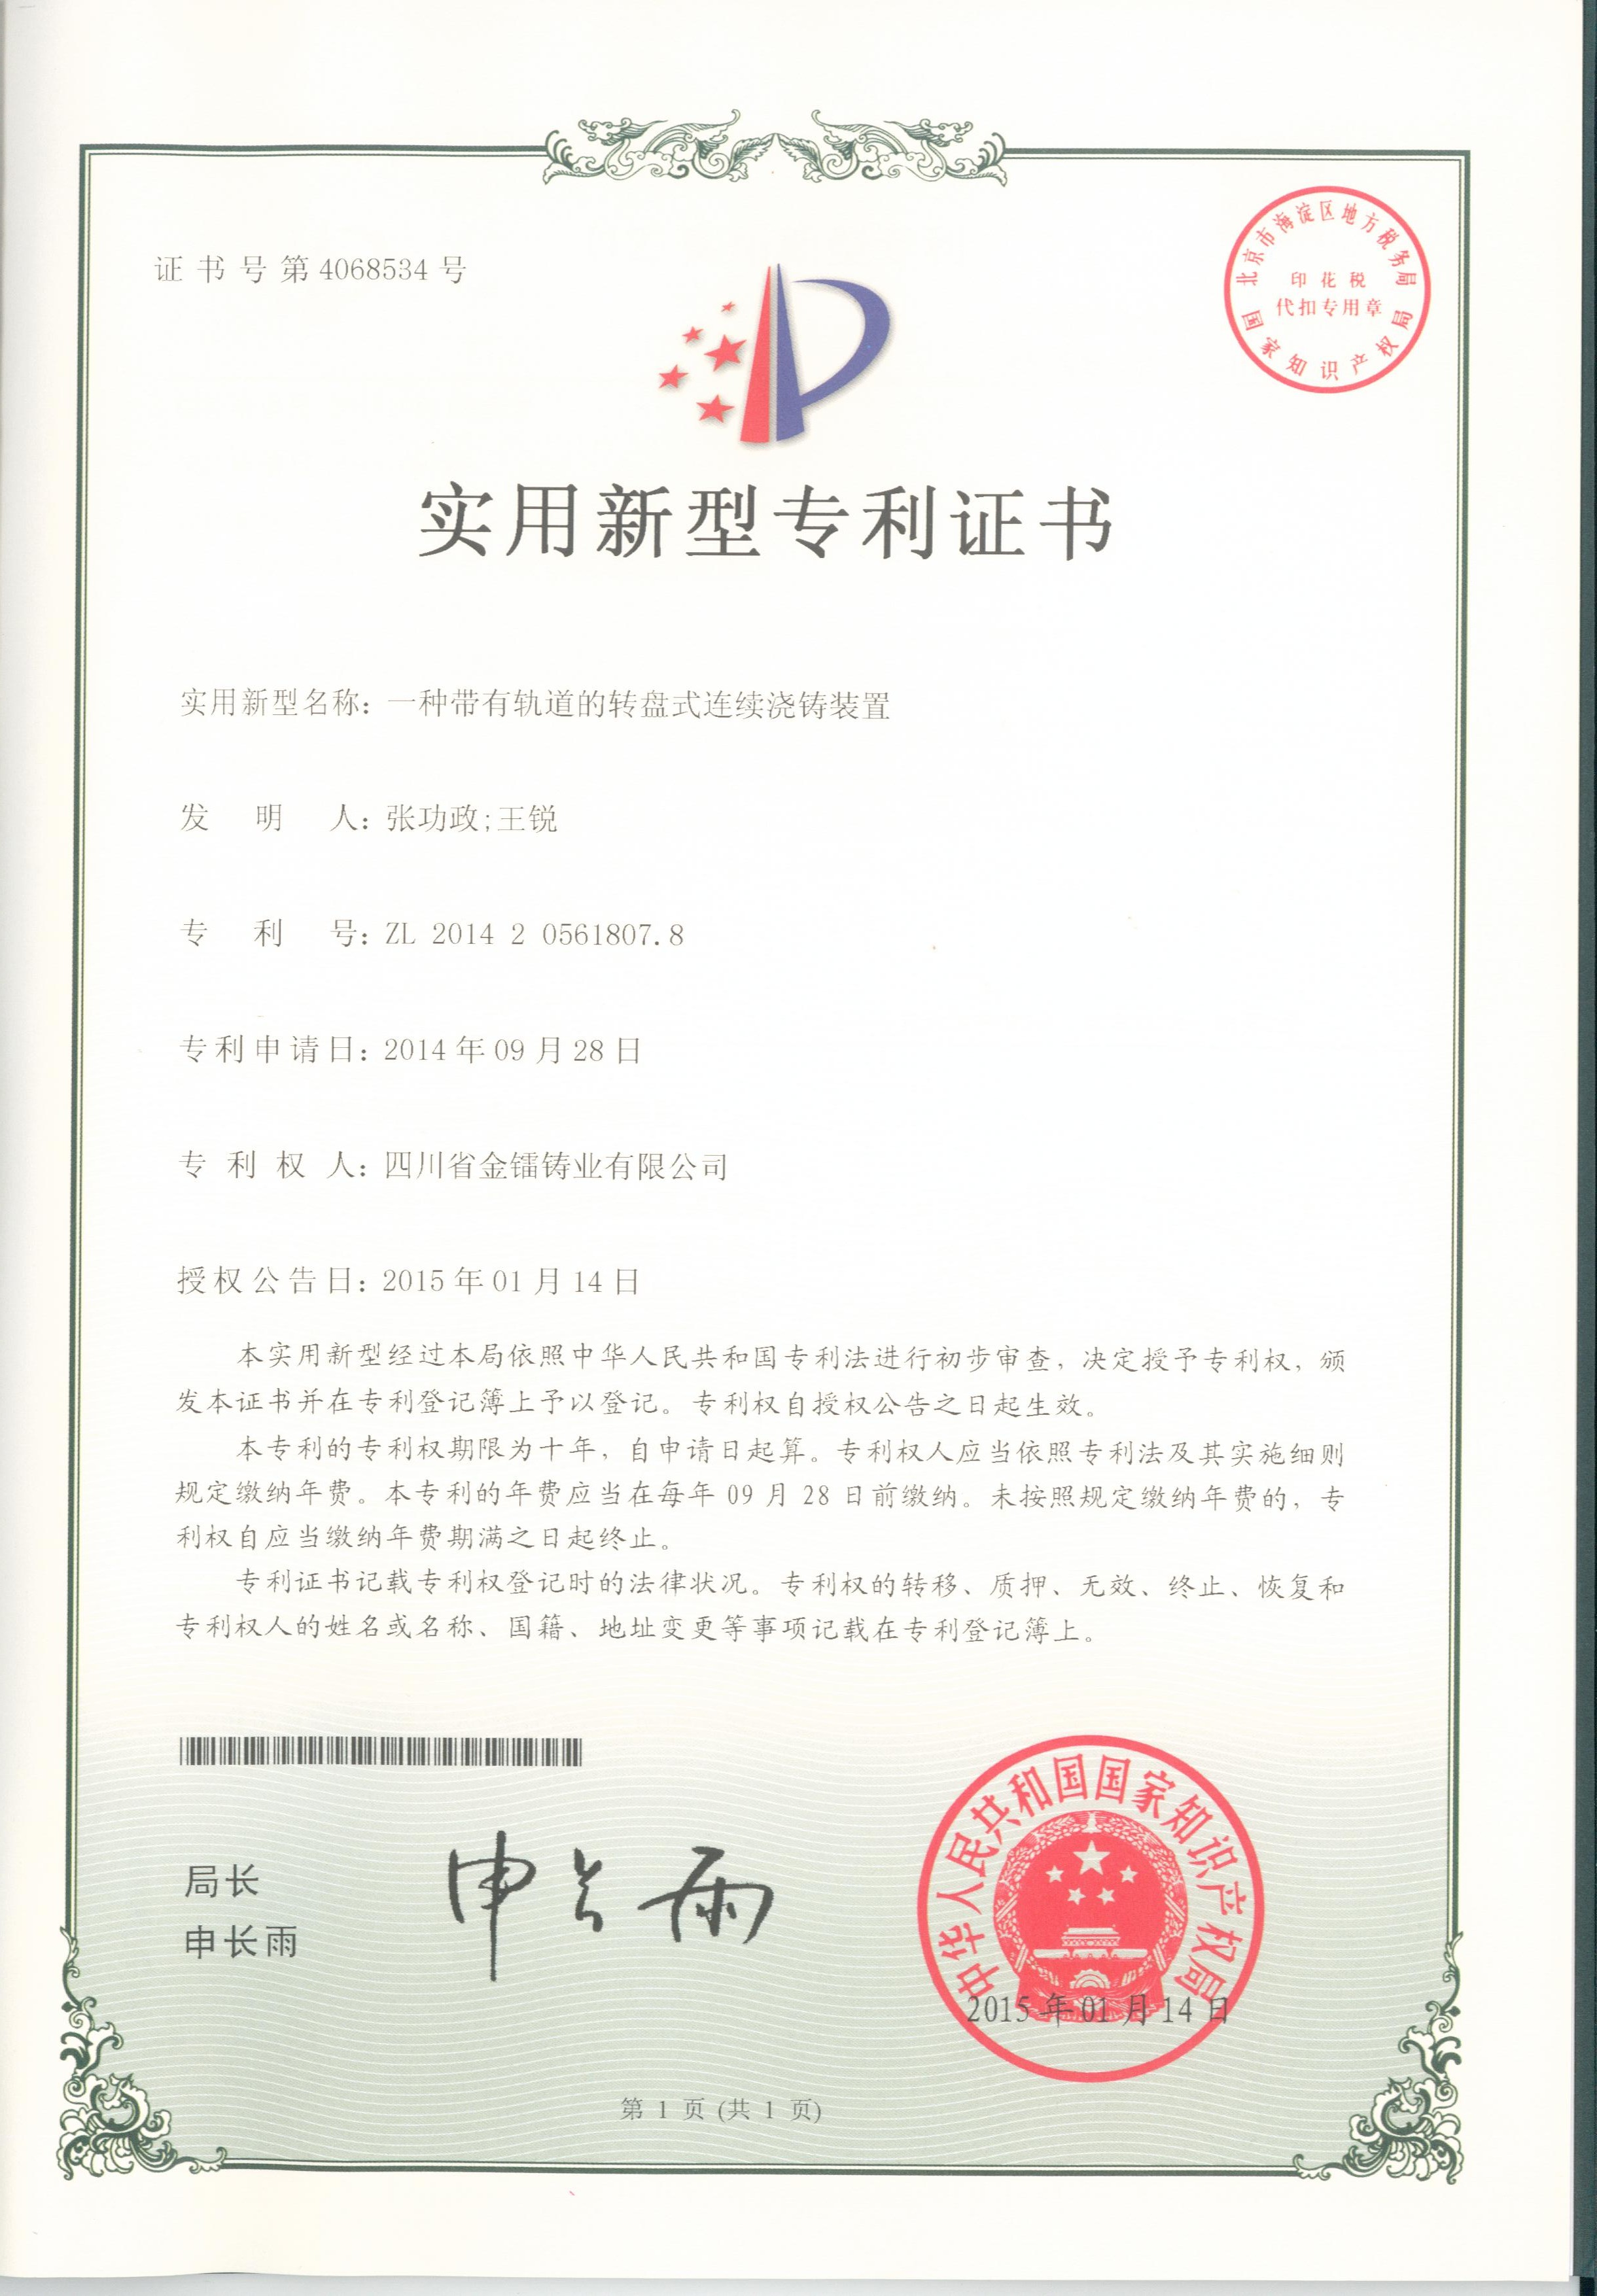 证书号第4068534号
北京市海淀区地方税务局
印花税
代扣专用章
国家知识产权局
实用新型专利证书
实用新型名称：一种带有轨道的转盘式连续浇铸装置
发明人：张功政;王锐
专利号：ZL 2014 2 0561807.8
专利申请日：2014年09月28日
专利权人：四川省金镭铸业有限公司
授权公告日：2015年01月14日
本实用新型经过本局依照中华人民共和国专利法进行初步审查，决定授予专利权，颁
发本证书并在专利登记簿上予以登记。专利权自授权公告之日起生效。
本专利的专利权期限为十年，自申请日起算。专利权人应当依照专利法及其实施细则
规定缴纳年费。本专利的年费应当在每年09月28日前缴纳。未按照规定缴纳年费的，专
利权自应当缴纳年费期满之日起终止。
专利证书记载专利权登记时的法律状况。专利权的转移、质押、无效、终止、恢复和
专利权人的姓名或名称、国籍、地址变更等事项记载在专利登记簿上。
局长
申长雨
申长雨
中华人民共和国国家知识产权局
2015年01月14日
第1页(共1页)